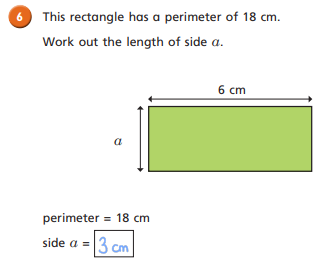 6 This rectangle has a perimeter of 18 cm.
Work out the length of side a.
6 cm
a
perimeter = 18 cm
side a = 3 cm